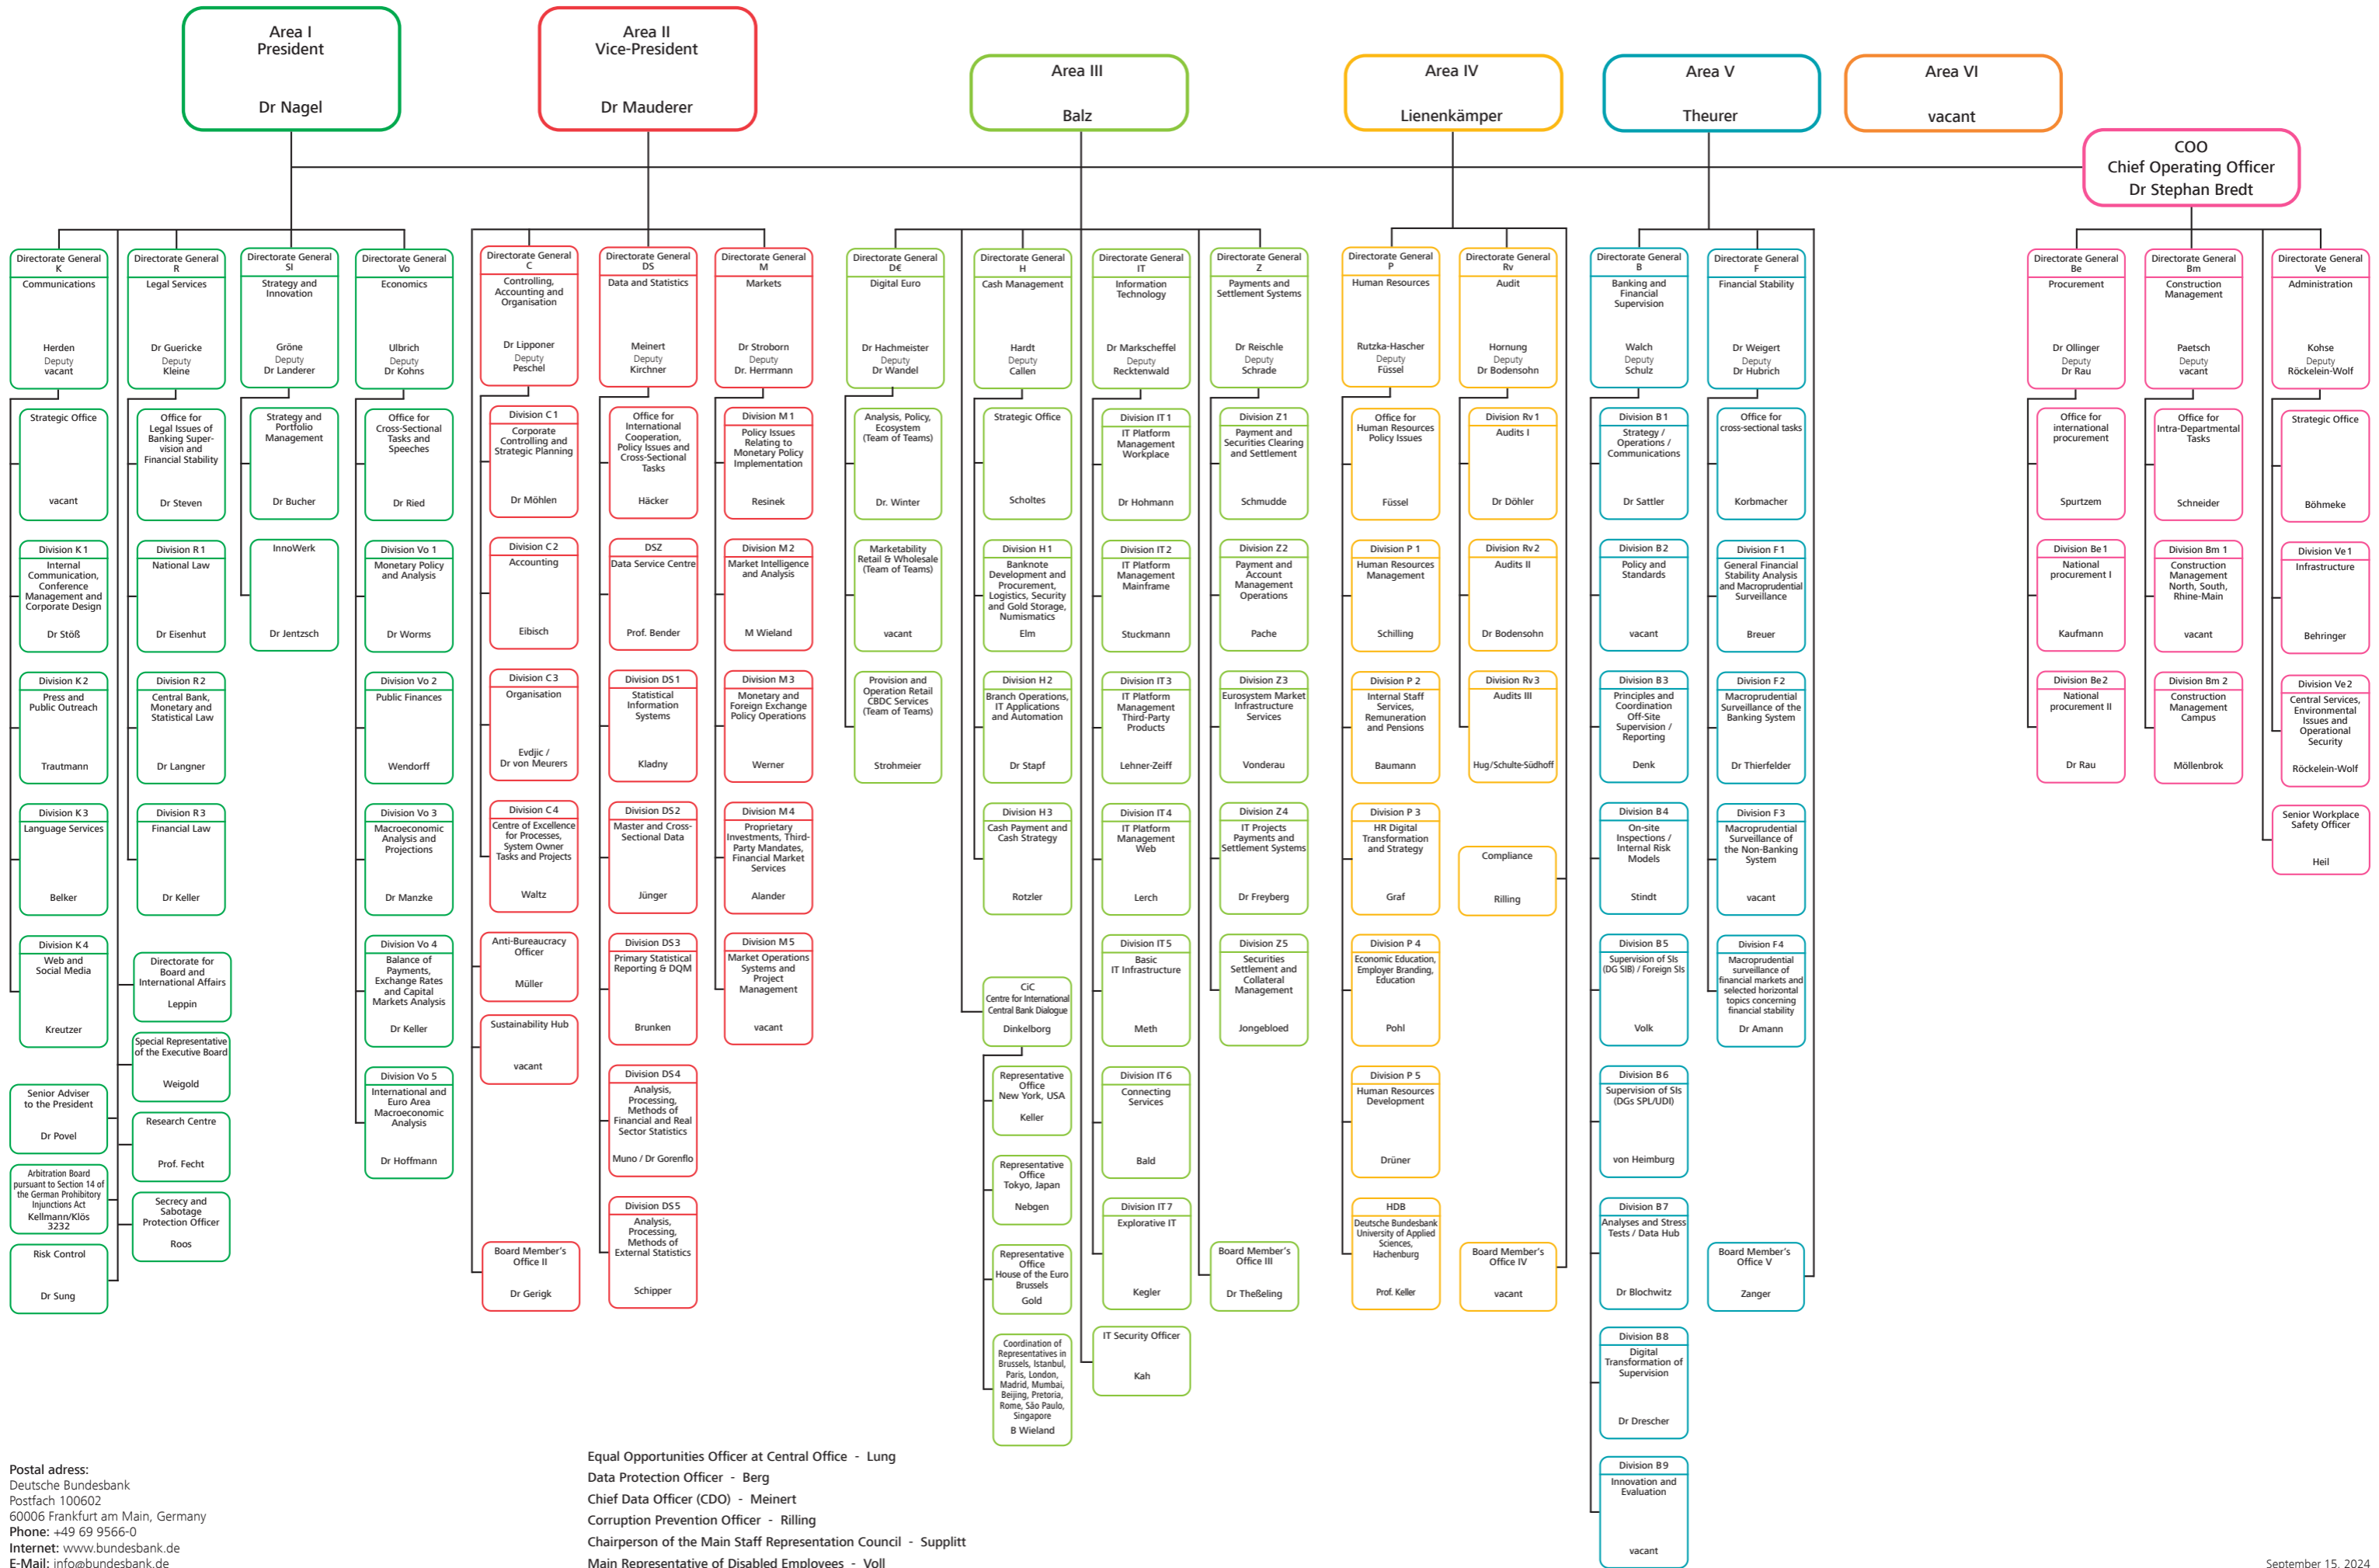 Area I
President
Dr Nagel
Area II
Vice-President
Dr Mauderer
Area III
Balz
Area IV
Lienenkämper
Area V
Theurer
Area VI
vacant
COO
Chief Operating Officer
Dr Stephan Bredt
Directorate General
K
Communications
Herden
Deputy
vacant
Strategic Office
vacant
Division K 1
Internal
Communication,
Conference
Management and
Corporate Design
Dr Stöß
Division K 2
Press and
Public Outreach
Trautmann
Division K 3
Language Services
Belker
Division K 4
Web and
Social Media
Kreutzer
Senior Adviser
to the President
Dr Povel
Arbitration Board
pursuant to Section 14 of
the German Prohibitory
Injunctions Act
Kellmann/Klös
3232
Risk Control
Dr Sung
Directorate General
R
Legal Services
Dr Guericke
Deputy
Kleine
Office for
Legal Issues of
Banking Super-
vision and
Financial Stability
Dr Steven
Division R 1
National Law
Dr Eisenhut
Division R 2
Central Bank,
Monetary and
Statistical Law
Dr Langner
Division R 3
Financial Law
Dr Keller
Directorate for
Board and
International Affairs
Leppin
Special Representative
of the Executive Board
Weigold
Research Centre
Prof. Fecht
Secrecy and
Sabotage
Protection Officer
Roos
Directorate General
SI
Strategy and
Innovation
Gröne
Deputy
Dr Landerer
Strategy and
Portfolio
Management
Dr Bucher
InnoWerk
Dr Jentzsch
Directorate General
Vo
Economics
Ulbrich
Deputy
Dr Kohns
Office for
Cross-Sectional
Tasks and
Speeches
Dr Ried
Division Vo 1
Monetary Policy
and Analysis
Dr Worms
Division Vo 2
Public Finances
Wendorff
Division Vo 3
Macroeconomic
Analysis and
Projections
Dr Manzke
Division Vo 4
Balance of
Payments,
Exchange Rates
and Capital
Markets Analysis
Dr Keller
Division Vo 5
International and
Euro Area
Macroeconomic
Analysis
Dr Hoffmann
Directorate General
C
Controlling,
Accounting and
Organisation
Dr Lipponer
Deputy
Peschel
Division C 1
Corporate
Controlling and
Strategic Planning
Dr Möhlen
Division C 2
Accounting
Eibisch
Division C 3
Organisation
Evdjic /
Dr von Meurers
Division C 4
Centre of Excellence
for Processes,
System Owner
Tasks and Projects
Waltz
Anti-Bureaucracy
Officer
Müller
Sustainability Hub
vacant
Board Member's
Office II
Dr Gerigk
Directorate General
DS
Data and Statistics
Meinert
Deputy
Kirchner
Office for
International
Cooperation,
Policy Issues and
Cross-Sectional
Tasks
Häcker
DSZ
Data Service Centre
Prof. Bender
Division DS 1
Statistical
Information
Systems
Kladny
Division DS 2
Master and Cross-
Sectional Data
Jünger
Division DS 3
Primary Statistical
Reporting & DQM
Brunken
Division DS 4
Analysis,
Processing,
Methods of
Financial and Real
Sector Statistics
Muno / Dr Gorenflo
Division DS 5
Analysis,
Processing,
Methods of
External Statistics
Schipper
Directorate General
M
Markets
Dr Stroborn
Deputy
Dr. Herrmann
Division M 1
Policy Issues
Relating to
Monetary Policy
Implementation
Resinek
Division M 2
Market Intelligence
and Analysis
M Wieland
Division M 3
Monetary and
Foreign Exchange
Policy Operations
Werner
Division M 4
Proprietary
Investments, Third-
Party Mandates,
Financial Market
Services
Alander
Division M 5
Market Operations
Systems and
Project
Management
vacant
Directorate General
D€
Digital Euro
Dr Hachmeister
Deputy
Dr Wandel
Analysis, Policy,
Ecosystem
(Team of Teams)
Dr. Winter
Marketability
Retail & Wholesale
(Team of Teams)
vacant
Provision and
Operation Retail
CBDC Services
(Team of Teams)
Strohmeier
Directorate General
H
Cash Management
Hardt
Deputy
Callen
Strategic Office
Scholtes
Division H 1
Banknote
Development and
Procurement,
Logistics, Security
and Gold Storage,
Numismatics
Elm
Division H 2
Branch Operations,
IT Applications
and Automation
Dr Stapf
Division H 3
Cash Payment and
Cash Strategy
Rotzler
CiC
Centre for International
Central Bank Dialogue
Dinkelborg
Representative
Office
New York, USA
Keller
Representative
Office
Tokyo, Japan
Nebgen
Representative
Office
House of the Euro
Brussels
Gold
Coordination of
Representatives in
Brussels, Istanbul,
Paris, London,
Madrid, Mumbai,
Beijing, Pretoria,
Rome, São Paulo,
Singapore
B Wieland
Directorate General
IT
Information
Technology
Dr Markscheffel
Deputy
Recktenwald
Division IT 1
IT Platform
Management
Workplace
Dr Hohmann
Division IT 2
IT Platform
Management
Mainframe
Stuckmann
Division IT 3
IT Platform
Management
Third-Party
Products
Lehner-Zeiff
Division IT 4
IT Platform
Management
Web
Lerch
Division IT 5
Basic
IT Infrastructure
Meth
Division IT 6
Connecting
Services
Bald
Division IT 7
Explorative IT
Kegler
IT Security Officer
Kah
Directorate General
Z
Payments and
Settlement Systems
Dr Reischle
Deputy
Schrade
Division Z1
Payment and
Securities Clearing
and Settlement
Schmudde
Division Z2
Payment and
Account
Management
Operations
Pache
Division Z3
Eurosystem Market
Infrastructure
Services
Vonderau
Division Z4
IT Projects
Payments and
Settlement Systems
Dr Freyberg
Division Z5
Securities
Settlement and
Collateral
Management
Jongebloed
Board Member's
Office III
Dr Theßeling
Directorate General
P
Human Resources
Rutzka-Hascher
Deputy
Füssel
Office for
Human Resources
Policy Issues
Füssel
Division P 1
Human Resources
Management
Schilling
Division P 2
Internal Staff
Services,
Remuneration
and Pensions
Baumann
Division P 3
HR Digital
Transformation
and Strategy
Graf
Division P 4
Economic Education,
Employer Branding,
Education
Pohl
Division P 5
Human Resources
Development
Drüner
HDB
Deutsche Bundesbank
University of Applied
Sciences,
Hachenburg
Prof. Keller
Directorate General
Rv
Audit
Hornung
Deputy
Dr Bodensohn
Division Rv 1
Audits I
Dr Döhler
Division Rv 2
Audits II
Dr Bodensohn
Division Rv 3
Audits III
Hug/Schulte-Südhoff
Compliance
Rilling
Board Member's
Office IV
vacant
Directorate General
B
Banking and
Financial
Supervision
Walch
Deputy
Schulz
Division B 1
Strategy /
Operations /
Communications
Dr Sattler
Division B 2
Policy and
Standards
vacant
Division B 3
Principles and
Coordination
Off-Site
Supervision /
Reporting
Denk
Division B 4
On-site
Inspections /
Internal Risk
Models
Stindt
Division B 5
Supervision of SIs
(DG SIB) / Foreign SIs
Volk
Division B 6
Supervision of SIs
(DGs SPL/UDI)
von Heimburg
Division B 7
Analyses and Stress
Tests / Data Hub
Dr Blochwitz
Division B 8
Digital
Transformation of
Supervision
Dr Drescher
Division B 9
Innovation and
Evaluation
vacant
Directorate General
F
Financial Stability
Dr Weigert
Deputy
Dr Hubrich
Office for
cross-sectional tasks
Korbmacher
Division F 1
General Financial
Stability Analysis
and Macroprudential
Surveillance
Breuer
Division F 2
Macroprudential
Surveillance of the
Banking System
Dr Thierfelder
Division F 3
Macroprudential
Surveillance of
the Non-Banking
System
vacant
Division F 4
Macroprudential
surveillance of
financial markets and
selected horizontal
topics concerning
financial stability
Dr Amann
Board Member's
Office V
Zanger
Directorate General
Be
Procurement
Dr Ollinger
Deputy
Dr Rau
Office for
international
procurement
Spurtzem
Division Be 1
National
procurement I
Kaufmann
Division Be 2
National
procurement II
Dr Rau
Directorate General
Bm
Construction
Management
Paetsch
Deputy
vacant
Office for
Intra-Departmental
Tasks
Schneider
Division Bm 1
Construction
Management
North, South,
Rhine-Main
vacant
Division Bm 2
Construction
Management
Campus
Möllenbrok
Directorate General
Ve
Administration
Kohse
Deputy
Röckelein-Wolf
Strategic Office
Böhmeke
Division Ve 1
Infrastructure
Behringer
Division Ve 2
Central Services,
Environmental
Issues and
Operational
Security
Röckelein-Wolf
Senior Workplace
Safety Officer
Heil
Postal adress:
Deutsche Bundesbank
Postfach 100602
60006 Frankfurt am Main, Germany
Phone: +49 69 9566-0
Internet: www.bundesbank.de
E-Mail: info@bundesbank.de
Equal Opportunities Officer at Central Office - Lung
Data Protection Officer - Berg
Chief Data Officer (CDO) - Meinert
Corruption Prevention Officer - Rilling
Chairperson of the Main Staff Representation Council - Supplitt
Main Representative of Disabled Employees - Voll
September 15, 2024